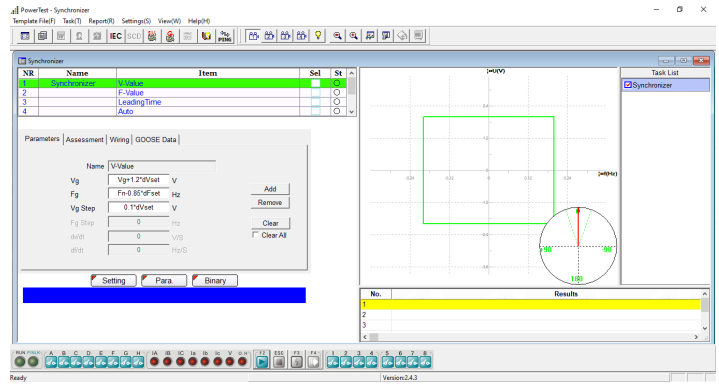 PowerTest - Synchronizer
Template File(F) Task(T) Report(R) Settings(S) View(W) Help(H)
IEC SCD PING
Synchronizer
NR Name Item Sel St
1 Synchronizer V-Value
2 F-Value
3 LeadingTime
4 Auto
Task List
Synchronizer
Parameters Assessment Wiring GOOSE Data
Name V-Value
Vg Vg+1.2*dVset V
Fg Fn-0.85*dFset Hz
Vg Step 0.1*dVset V
Fg Step 0 Hz
dv/dt 0 V/S
df/dt 0 Hz/S
Add
Remove
Clear
Clear All
Setting Para. Binary
No. Results
1
2
3
RUN A B C D E F G H IA IB IC Ia Ib Ic V F2 ESC F3 F4 1 2 3 4 5 6 7 8
Ready Version:2.4.3